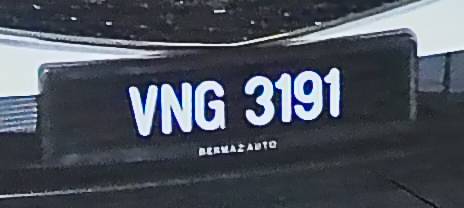 VNG 3191
BERMAZ AUTO